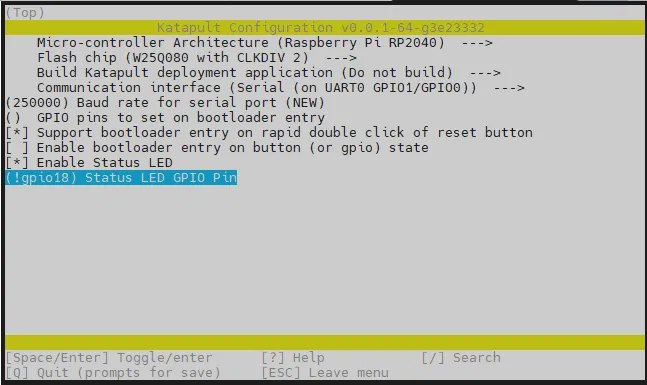 (Top)
Katapult Configuration v0.0.1-64-g3e23332
Micro-controller Architecture (Raspberry Pi RP2040)  --->
Flash chip (W25Q080 with CLKDIV 2)  --->
Build Katapult deployment application (Do not build)  --->
Communication interface (Serial (on UART0 GPIO1/GPIO0))  --->
(250000) Baud rate for serial port (NEW)
()  GPIO pins to set on bootloader entry
[*] Support bootloader entry on rapid double click of reset button
[ ] Enable bootloader entry on button (or gpio) state
[*] Enable Status LED
(!gpio18) Status LED GPIO Pin
[Space/Enter] Toggle/enter     [?] Help            [/] Search
[Q] Quit (prompts for save)    [ESC] Leave menu